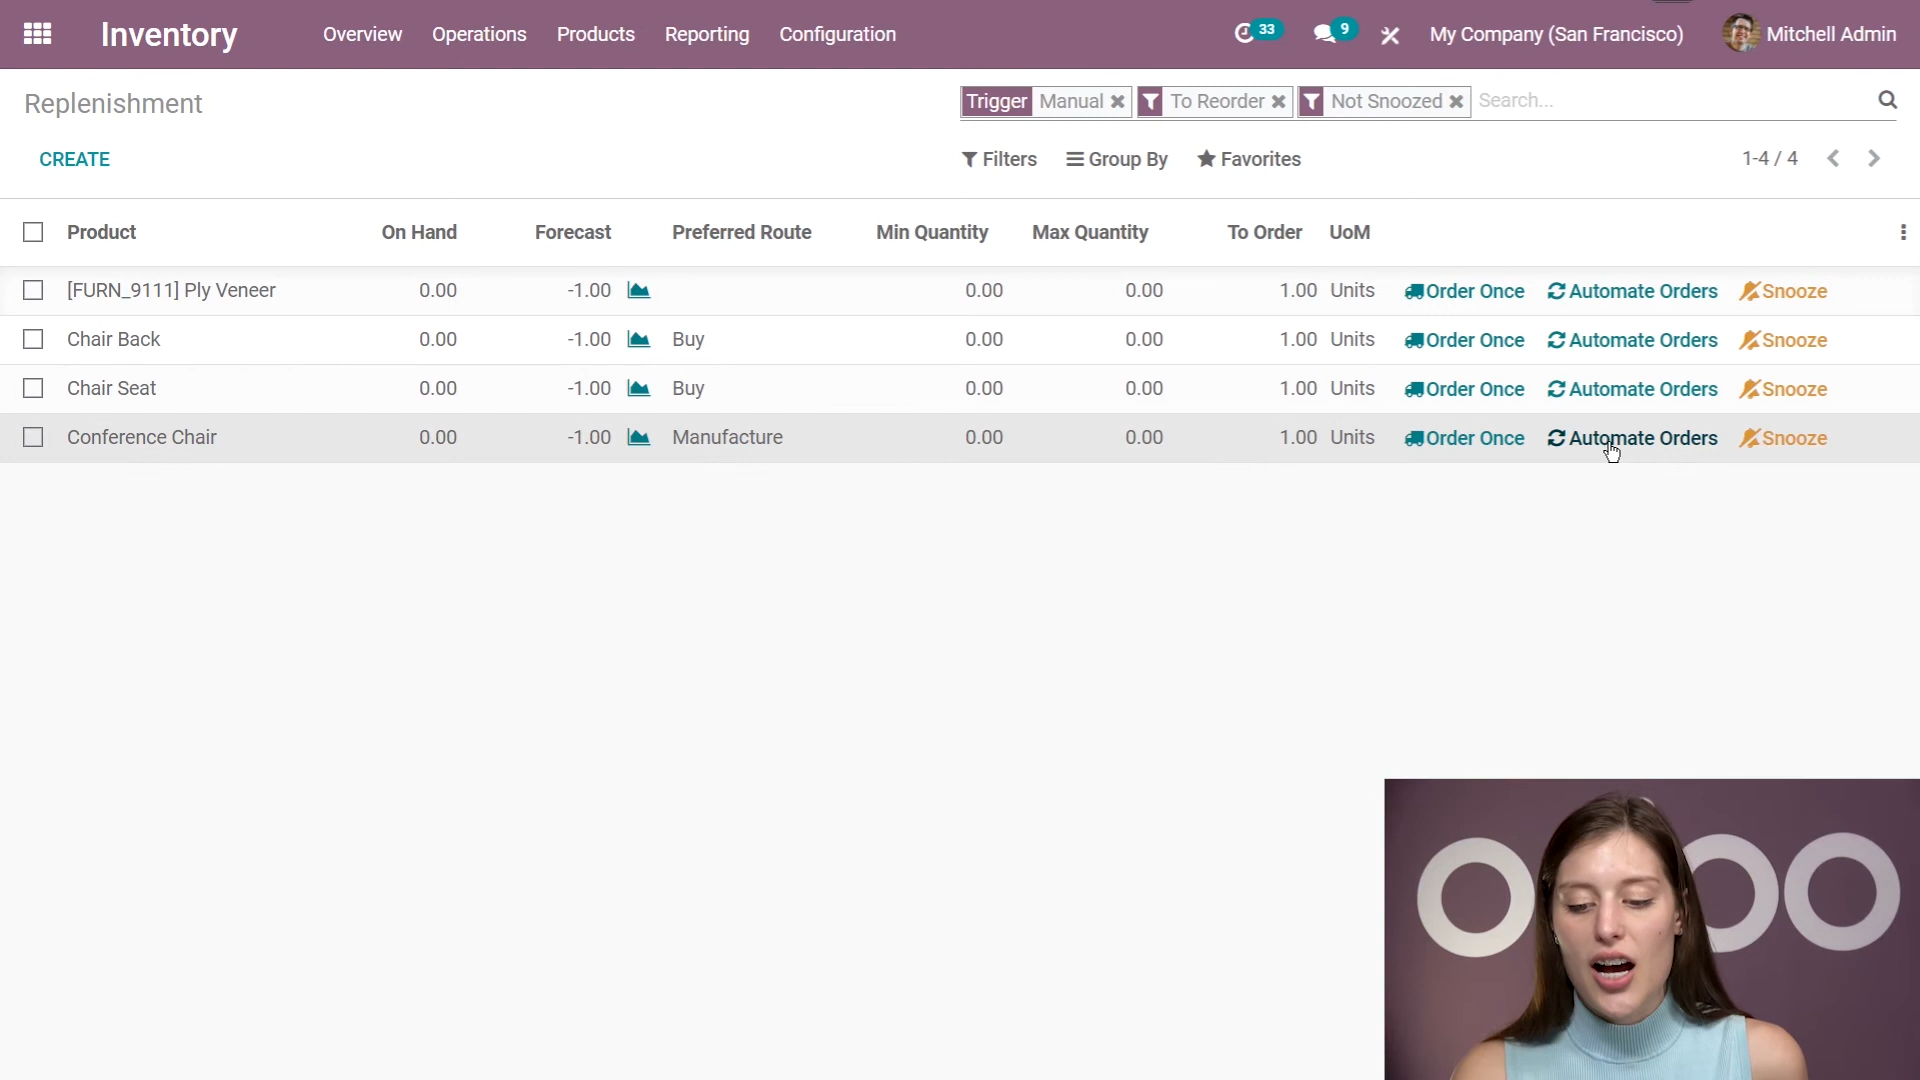 Inventory Overview Operations Products Reporting Configuration 33 9 My Company (San Francisco) Mitchell Admin
Replenishment Trigger Manual To Reorder Not Snoozed Search...
CREATE Filters Group By Favorites 1-4 / 4
Product On Hand Forecast Preferred Route Min Quantity Max Quantity To Order UoM
[FURN_9111] Ply Veneer 0.00 -1.00 0.00 0.00 1.00 Units Order Once Automate Orders Snooze
Chair Back 0.00 -1.00 Buy 0.00 0.00 1.00 Units Order Once Automate Orders Snooze
Chair Seat 0.00 -1.00 Buy 0.00 0.00 1.00 Units Order Once Automate Orders Snooze
Conference Chair 0.00 -1.00 Manufacture 0.00 0.00 1.00 Units Order Once Automate Orders Snooze